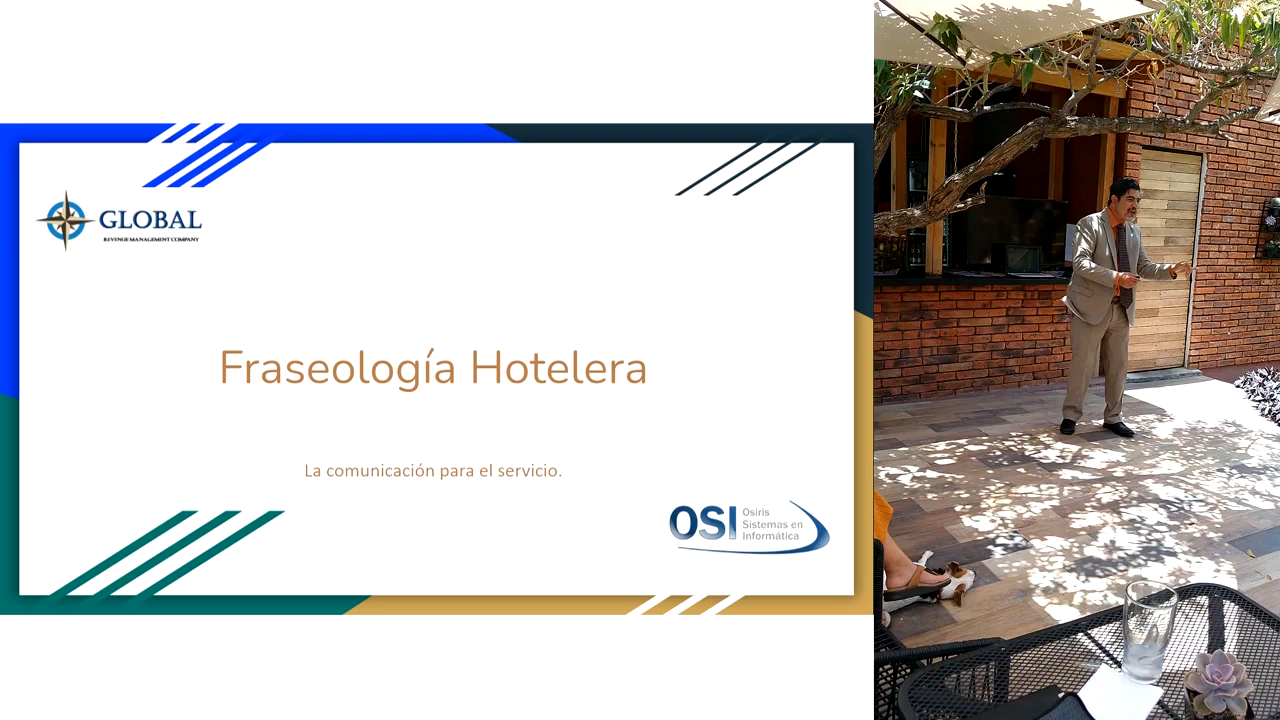 GLOBAL
REVENUE MANAGEMENT COMPANY
Fraseología Hotelera
La comunicación para el servicio.
OSI
Osiris
Sistemas en
Informática